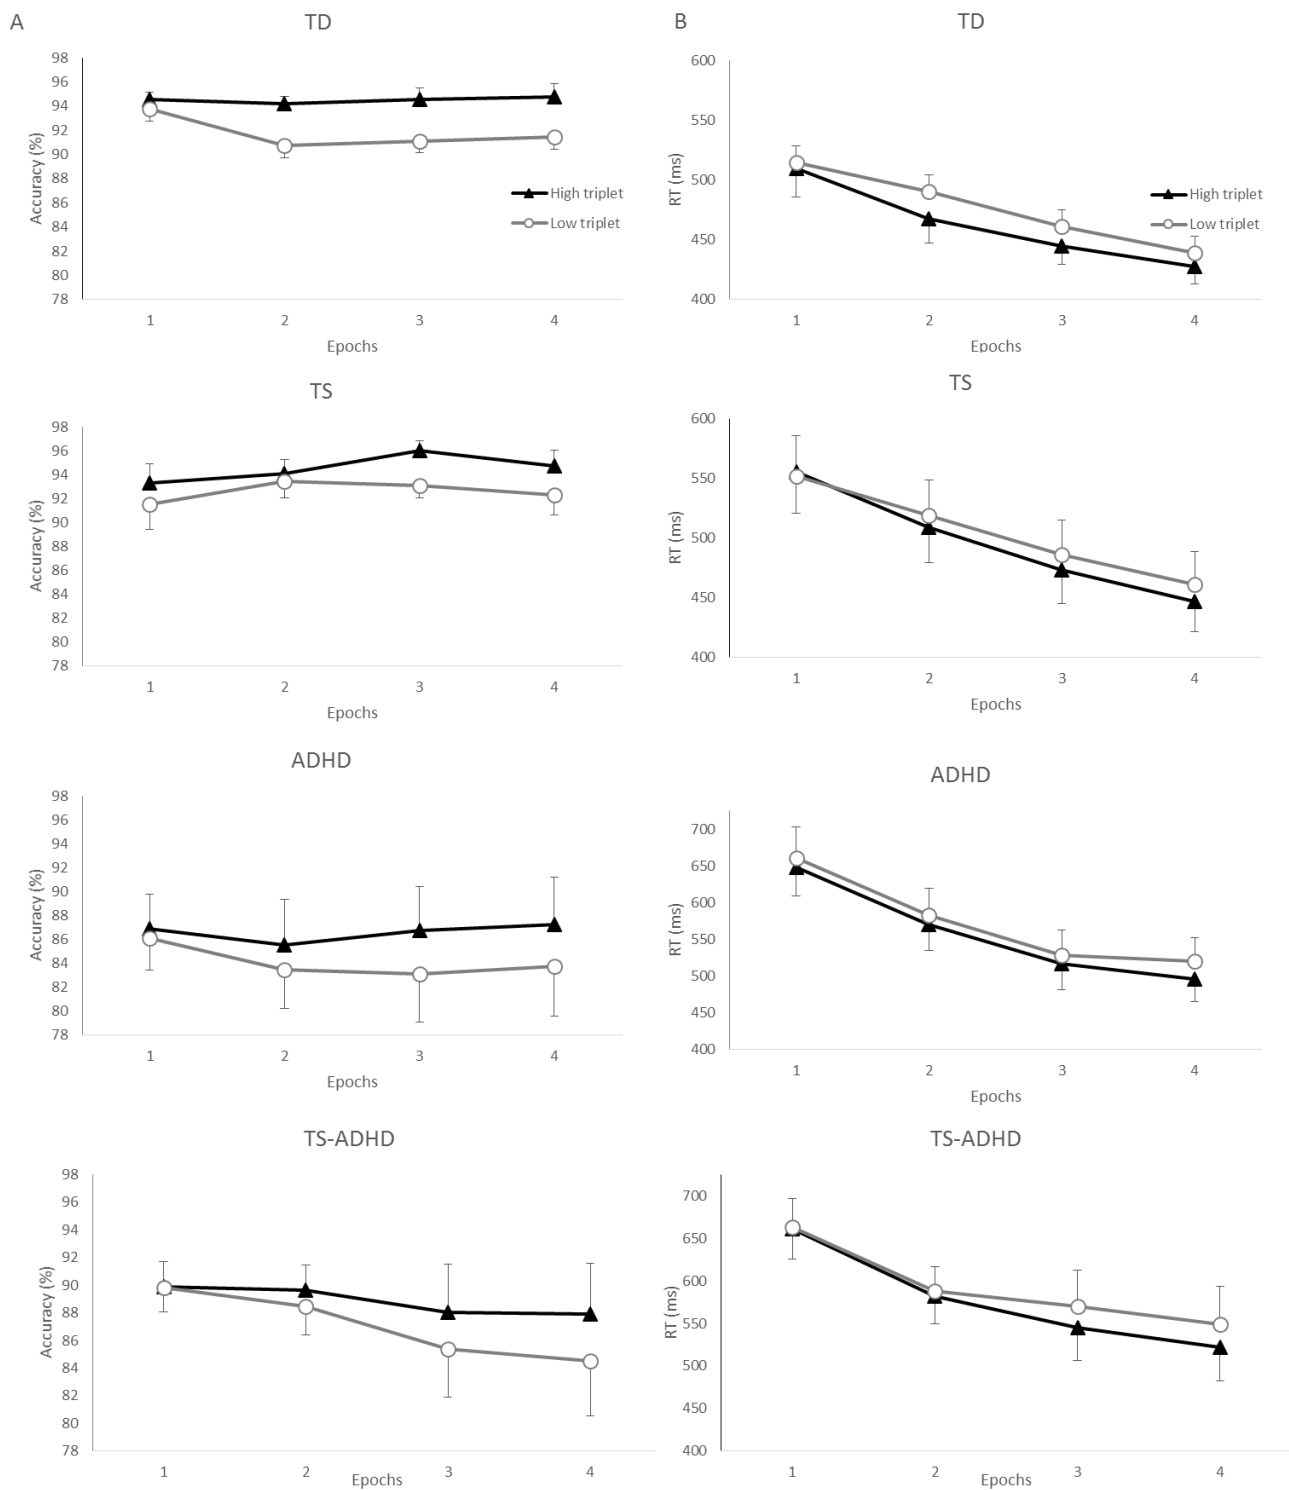 A
TD
98
96
94
92
90
88
86
84
82
80
78
Accuracy (%)
High triplet
Low triplet
1 2 3 4
Epochs
B
TD
600
550
500
450
400
RT (ms)
High triplet
Low triplet
1 2 3 4
Epochs
TS
98
96
94
92
90
88
86
84
82
80
78
Accuracy (%)
1 2 3 4
Epochs
TS
600
550
500
450
400
RT (ms)
1 2 3 4
Epochs
ADHD
98
96
94
92
90
88
86
84
82
80
78
Accuracy (%)
1 2 3 4
Epochs
ADHD
700
650
600
550
500
450
400
RT (ms)
1 2 3 4
Epochs
TS-ADHD
98
96
94
92
90
88
86
84
82
80
78
Accuracy (%)
1 2 3 4
Epochs
TS-ADHD
700
650
600
550
500
450
400
RT (ms)
1 2 3 4
Epochs